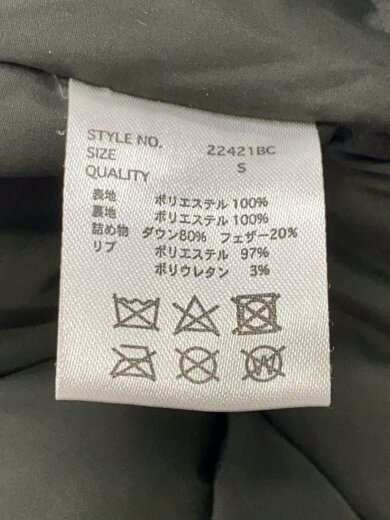 STYLE NO. 22421BC
SIZE S
QUALITY
表地 ポリエステル 100%
裏地 ポリエステル 100%
詰め物 ダウン80% フェザー20%
リブ ポリエステル 97%
ポリウレタン 3%
W